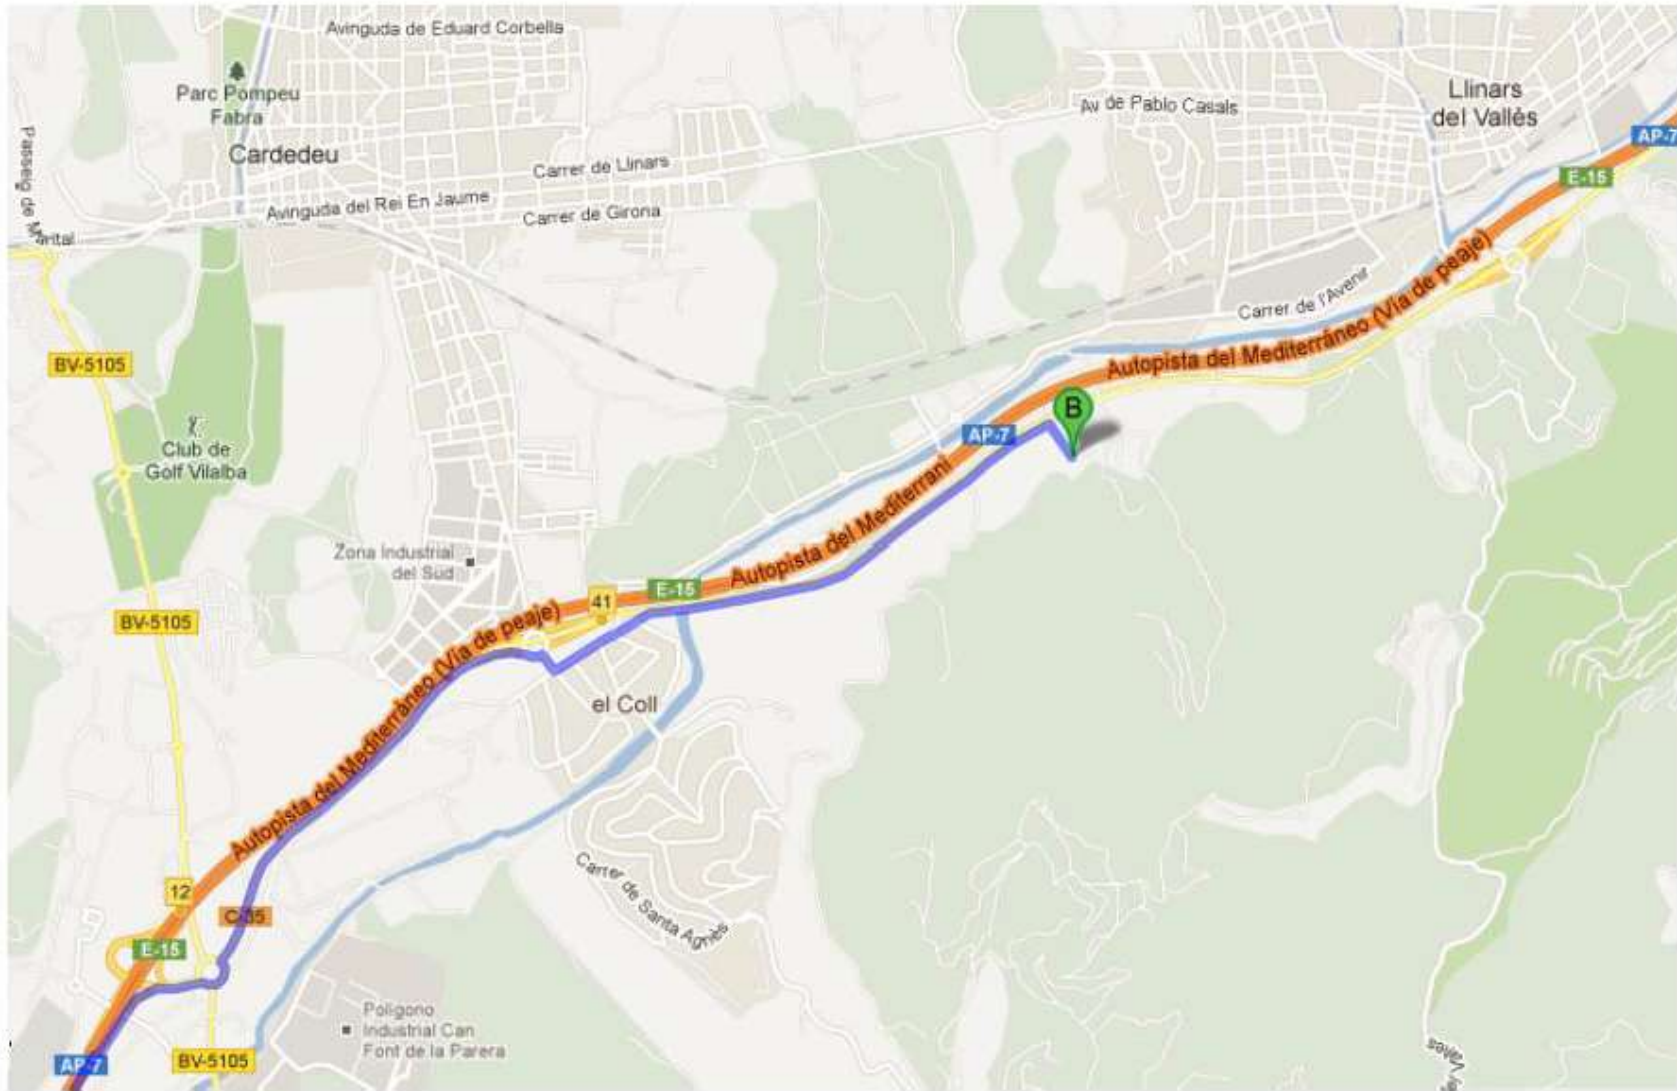 Avinguda de Eduard Corbella
Parc Pompeu
Fabra
Cardedeu
Passeig de Marital
Avinguda del Rei En Jaume
Carrer de Llinars
Carrer de Girona
Av de Pablo Casals
Llinars
del Vallès
AP-7
E-15
Carrer de l'Avenir
Autopista del Mediterráneo (Vía de peaje)
B
AP-7
BV-5105
Club de
Golf Vilalba
Zona Industrial
del Sud
Autopista del Mediterrani
E-15
41
BV-5105
Autopista del Mediterráneo (Vía de peaje)
el Coll
Carrer de Santa Agnès
12
C-35
E-15
Polígono
Industrial Can
Font de la Parera
AP-7
BV-5105